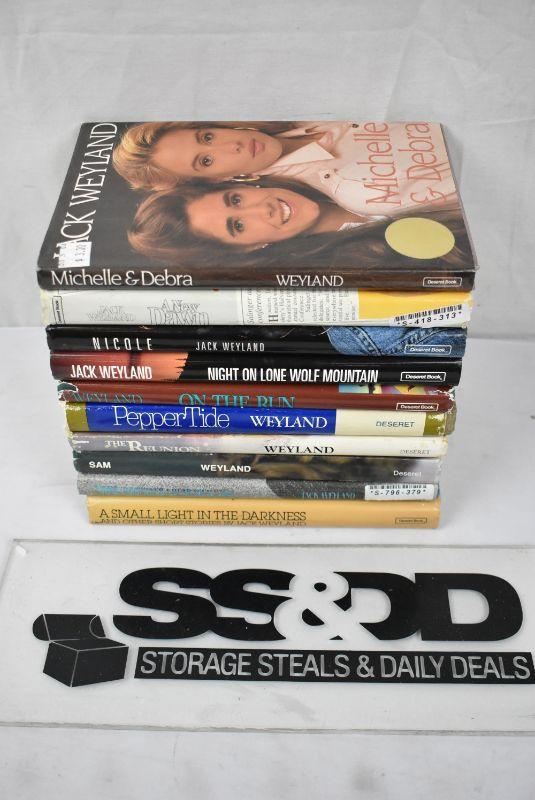 JACK WEYLAND
Michelle
& Debra
Michelle & Debra WEYLAND Deseret Book
JACK
WEYLAND
A New
DAWN
"S-418-313"
NICOLE JACK WEYLAND Deseret Book
JACK WEYLAND NIGHT ON LONE WOLF MOUNTAIN Deseret Book
WEYLAND ON THE RUN Deseret Book
PEPPER TIDE WEYLAND DESERET
THE REUNION WEYLAND DESERET
SAM WEYLAND Deseret
JACK WEYLAND "S-796-379"
A SMALL LIGHT IN THE DARKNESS
AND OTHER SHORT STORIES BY JACK WEYLAND Deseret Book
SS&DD
STORAGE STEALS & DAILY DEALS